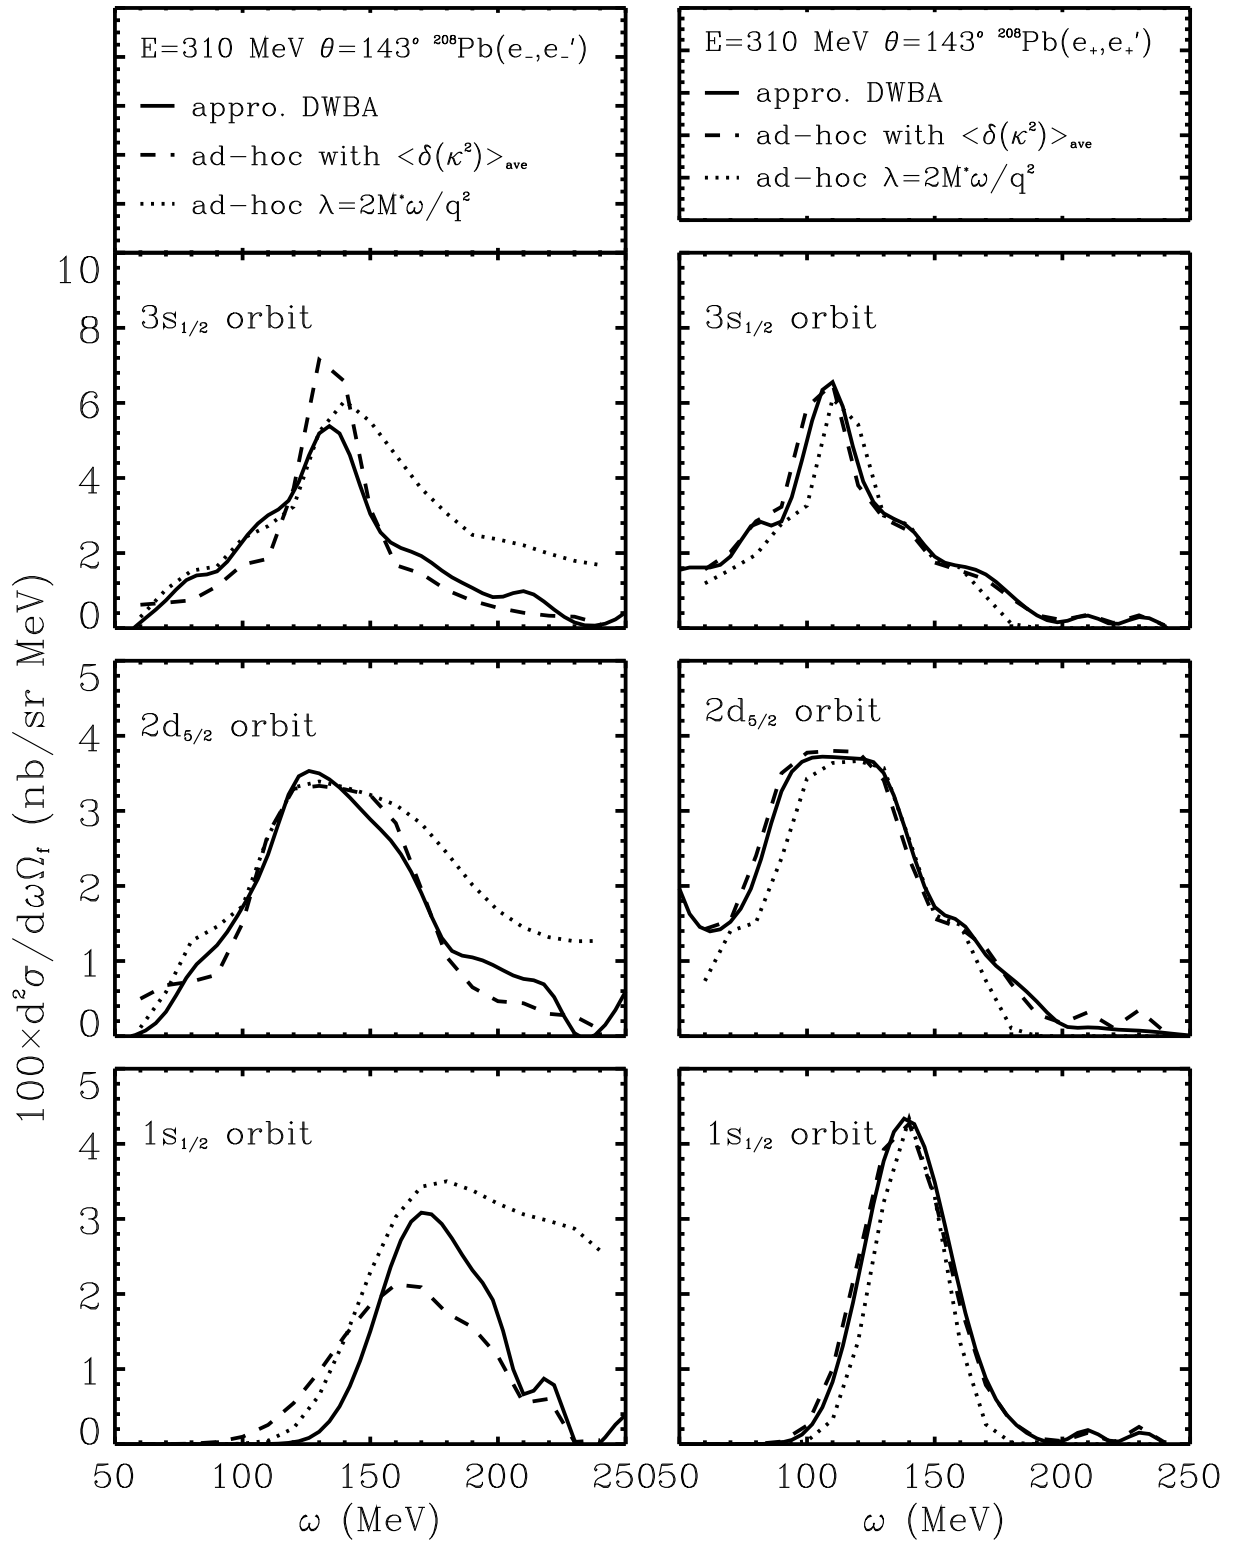 E=310 MeV θ=143° ²⁰⁸Pb(e₋,e₋′)
appro. DWBA
ad-hoc with <δ(κ²)>ave
ad-hoc λ=2M*ω/q²
E=310 MeV θ=143° ²⁰⁸Pb(e₊,e₊′)
appro. DWBA
ad-hoc with <δ(κ²)>ave
ad-hoc λ=2M*ω/q²
100×d²σ/dωΩf (nb/sr MeV)
10
8
6
4
2
0
3s1/2 orbit
3s1/2 orbit
5
4
3
2
1
0
2d5/2 orbit
2d5/2 orbit
5
4
3
2
1
0
1s1/2 orbit
1s1/2 orbit
50 100 150 200 250
50 100 150 200 250
ω (MeV)
ω (MeV)